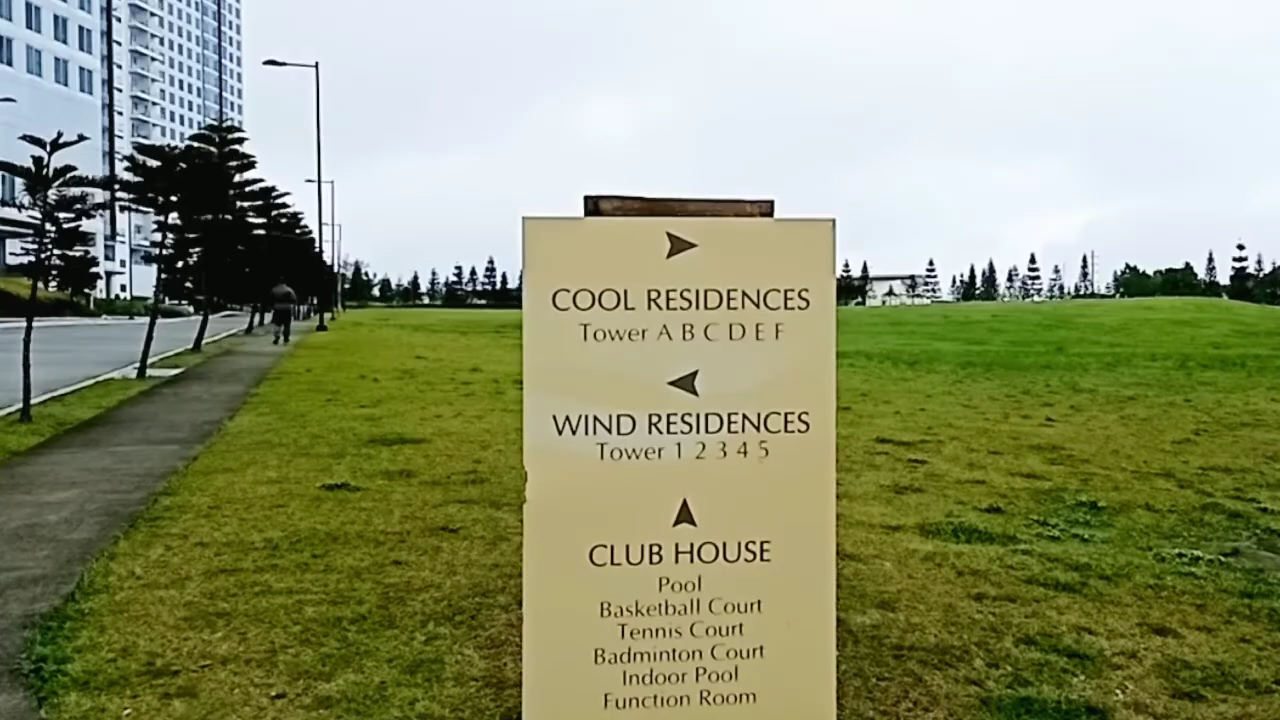 COOL RESIDENCES
Tower A B C D E F
WIND RESIDENCES
Tower 1 2 3 4 5
CLUB HOUSE
Pool
Basketball Court
Tennis Court
Badminton Court
Indoor Pool
Function Room